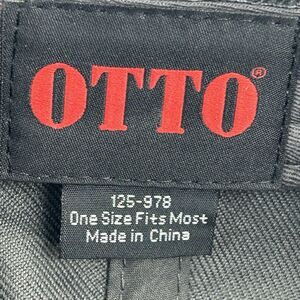 OTTO®
125-978
One Size Fits Most
Made in China